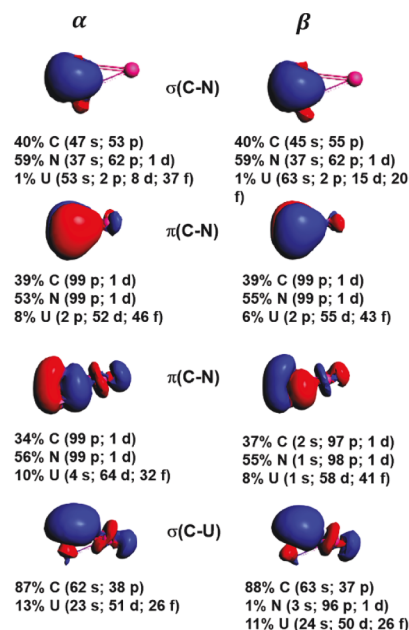 α β
σ(C-N)
40% C (47 s; 53 p)
59% N (37 s; 62 p; 1 d)
1% U (53 s; 2 p; 8 d; 37 f)
40% C (45 s; 55 p)
59% N (37 s; 62 p; 1 d)
1% U (63 s; 2 p; 15 d; 20
f)
π(C-N)
39% C (99 p; 1 d)
53% N (99 p; 1 d)
8% U (2 p; 52 d; 46 f)
39% C (99 p; 1 d)
55% N (99 p; 1 d)
6% U (2 p; 55 d; 43 f)
π(C-N)
34% C (99 p; 1 d)
56% N (99 p; 1 d)
10% U (4 s; 64 d; 32 f)
37% C (2 s; 97 p; 1 d)
55% N (1 s; 98 p; 1 d)
8% U (1 s; 58 d; 41 f)
σ(C-U)
87% C (62 s; 38 p)
13% U (23 s; 51 d; 26 f)
88% C (63 s; 37 p)
1% N (3 s; 96 p; 1 d)
11% U (24 s; 50 d; 26 f)